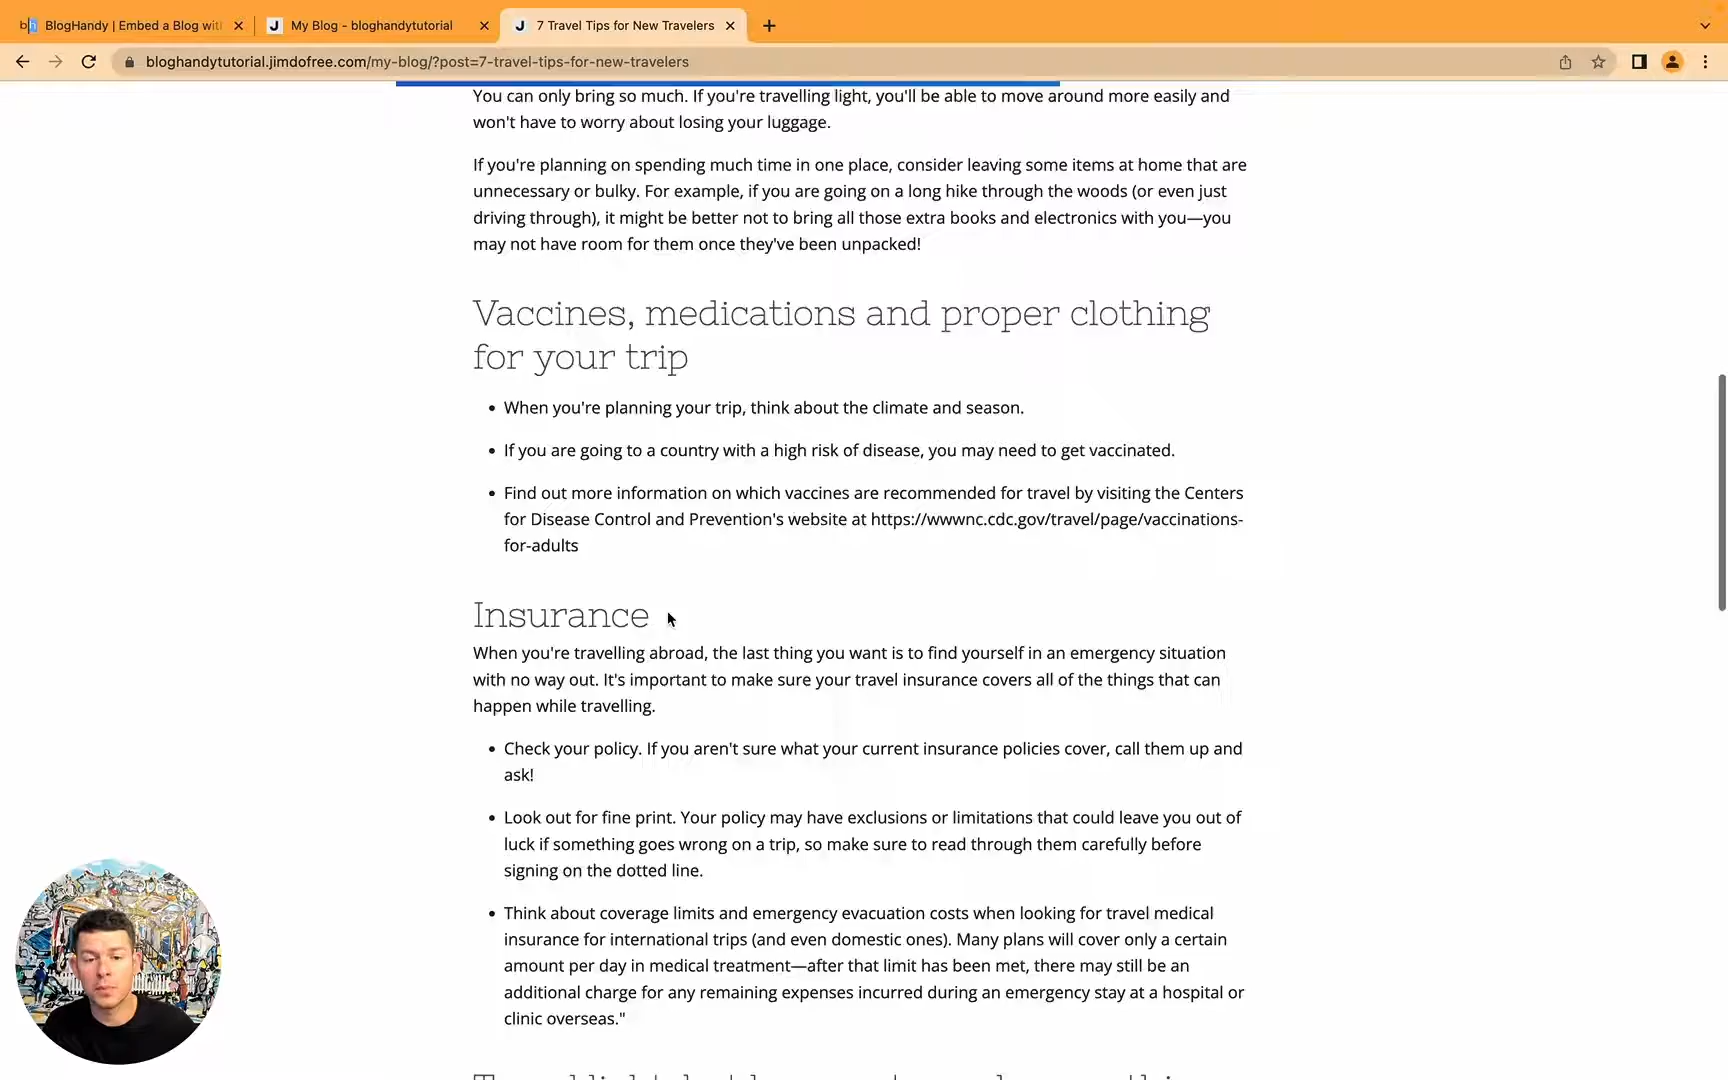 BlogHandy | Embed a Blog wit
My Blog - bloghandytutorial
7 Travel Tips for New Travelers
bloghandytutorial.jimdofree.com/my-blog/?post=7-travel-tips-for-new-travelers
You can only bring so much. If you're travelling light, you'll be able to move around more easily and
won't have to worry about losing your luggage.
If you're planning on spending much time in one place, consider leaving some items at home that are
unnecessary or bulky. For example, if you are going on a long hike through the woods (or even just
driving through), it might be better not to bring all those extra books and electronics with you—you
may not have room for them once they've been unpacked!
Vaccines, medications and proper clothing
for your trip
When you're planning your trip, think about the climate and season.
If you are going to a country with a high risk of disease, you may need to get vaccinated.
Find out more information on which vaccines are recommended for travel by visiting the Centers
for Disease Control and Prevention's website at https://wwwnc.cdc.gov/travel/page/vaccinations-
for-adults
Insurance
When you're travelling abroad, the last thing you want is to find yourself in an emergency situation
with no way out. It's important to make sure your travel insurance covers all of the things that can
happen while travelling.
Check your policy. If you aren't sure what your current insurance policies cover, call them up and
ask!
Look out for fine print. Your policy may have exclusions or limitations that could leave you out of
luck if something goes wrong on a trip, so make sure to read through them carefully before
signing on the dotted line.
Think about coverage limits and emergency evacuation costs when looking for travel medical
insurance for international trips (and even domestic ones). Many plans will cover only a certain
amount per day in medical treatment—after that limit has been met, there may still be an
additional charge for any remaining expenses incurred during an emergency stay at a hospital or
clinic overseas."